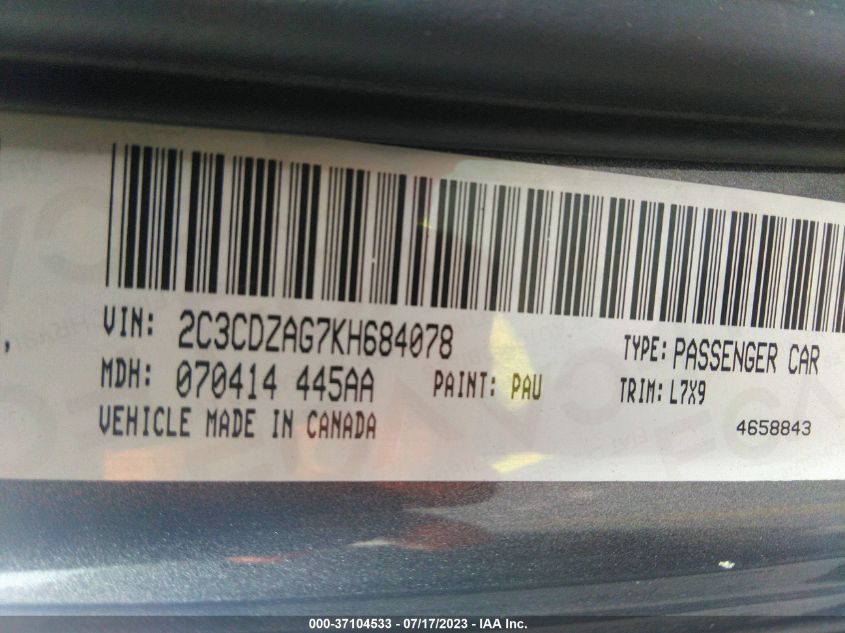 VIN: 2C3CDZAG7KH684078 TYPE: PASSENGER CAR
MDH: 070414 445AA PAINT: PAU TRIM: L7X9
VEHICLE MADE IN CANADA 4658843
000-37104533 - 07/17/2023 - IAA Inc.